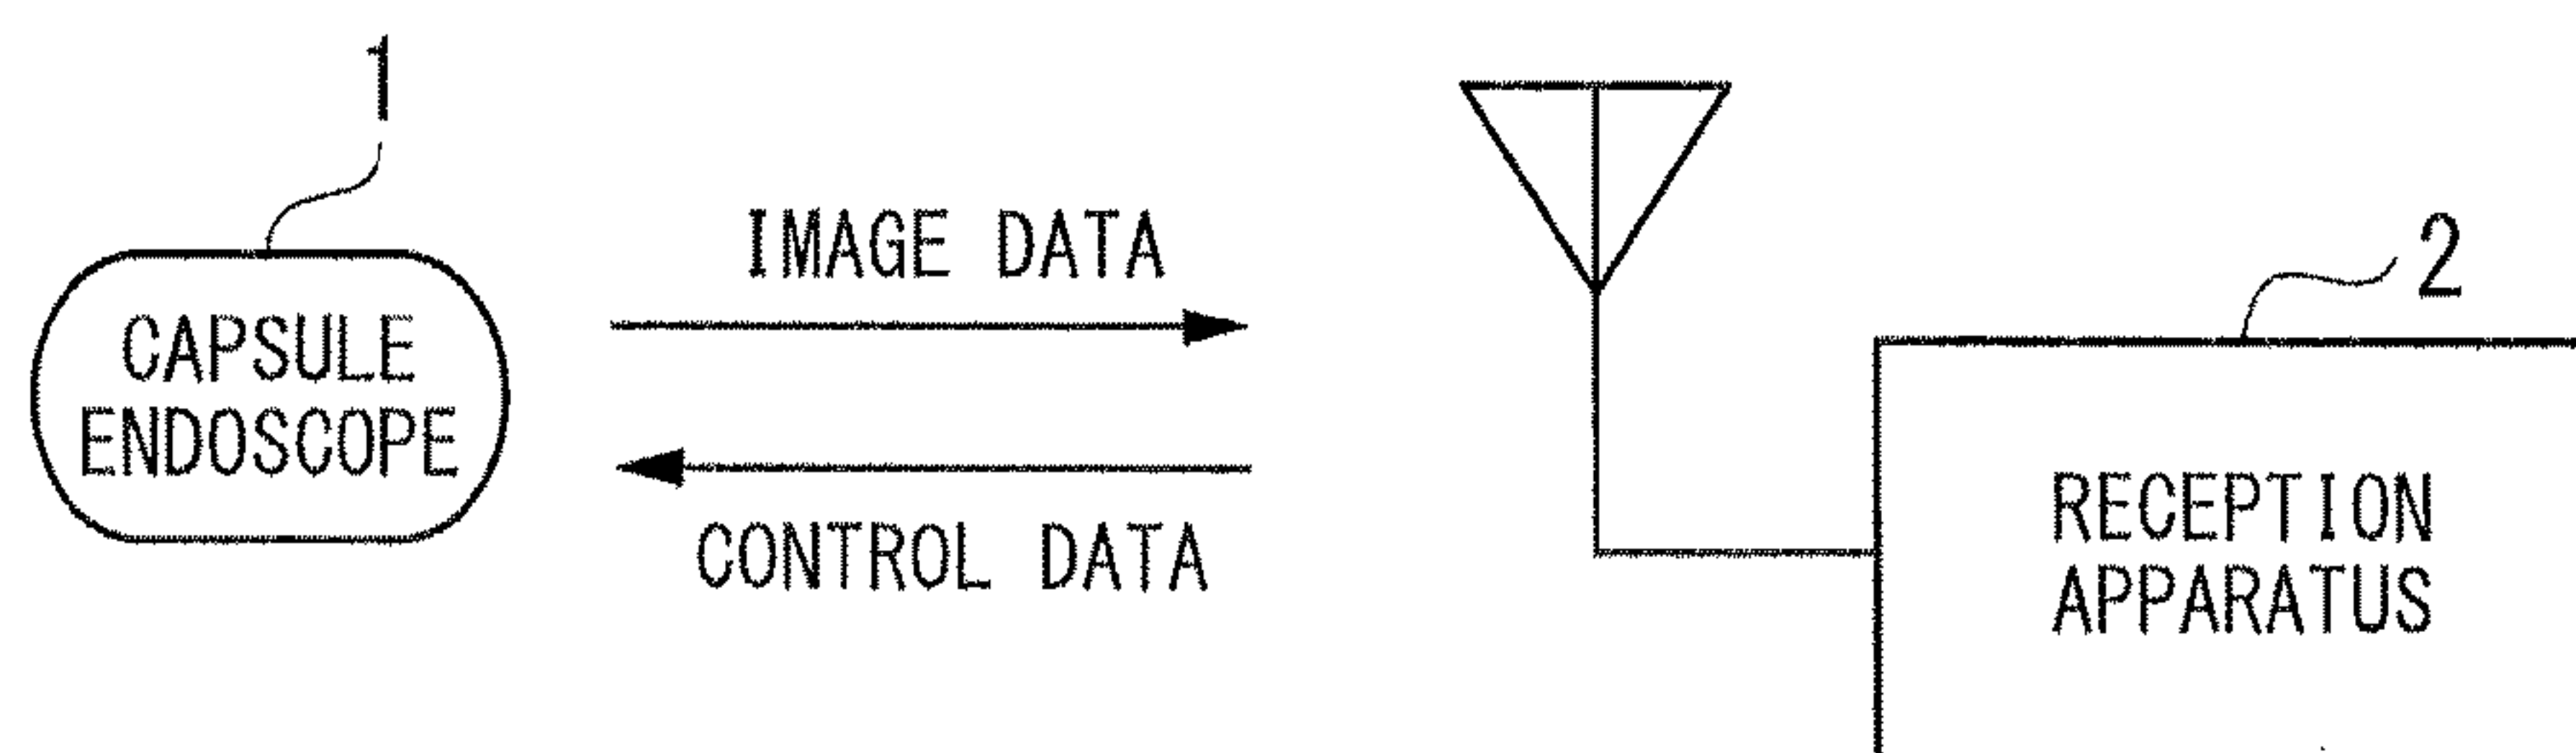 1
IMAGE DATA
2
CAPSULE
ENDOSCOPE
CONTROL DATA
RECEPTION
APPARATUS